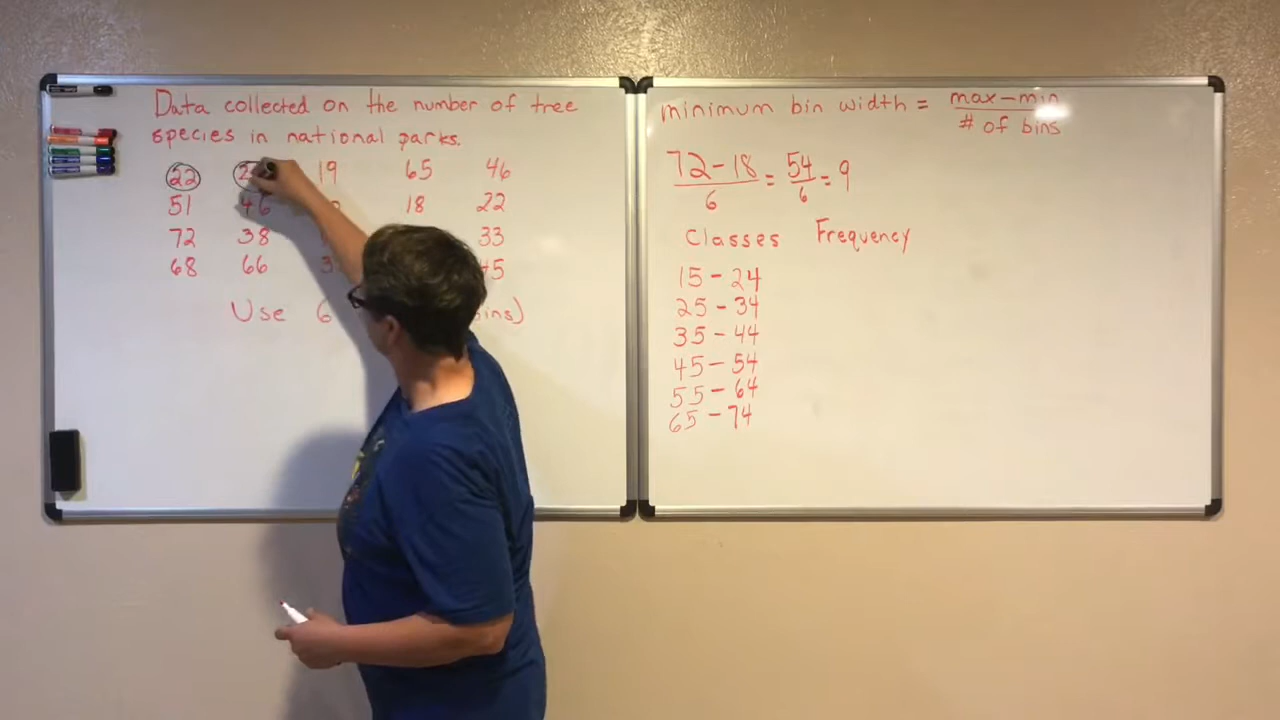 Data collected on the number of tree
species in national parks.
22 19 65 46
51 46 18 22
72 38 33
68 66 45
Use 6
minimum bin width = max-min
# of bins
72-18
6
= 54
6
= 9
Classes Frequency
15-24
25-34
35-44
45-54
55-64
65-74